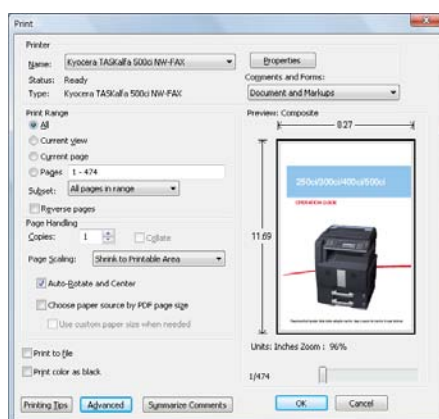 Print
Printer
Name: Kyocera TASKalfa 500ci NW-FAX
Properties
Status: Ready
Comments and Forms:
Type: Kyocera TASKalfa 500ci NW-FAX
Document and Markups
Print Range
All
Current view
Current page
Pages 1 - 474
Subset: All pages in range
Reverse pages
Page Handling
Copies: 1 Collate
Page Scaling: Shrink to Printable Area
Auto-Rotate and Center
Choose paper source by PDF page size
Use custom paper size when needed
Print to file
Print color as black
Preview: Composite
8.27
11.69
250ci/300ci/400ci/500ci
OPERATION GUIDE
Units: Inches Zoom : 96%
1/474
Printing Tips Advanced Summarize Comments OK Cancel